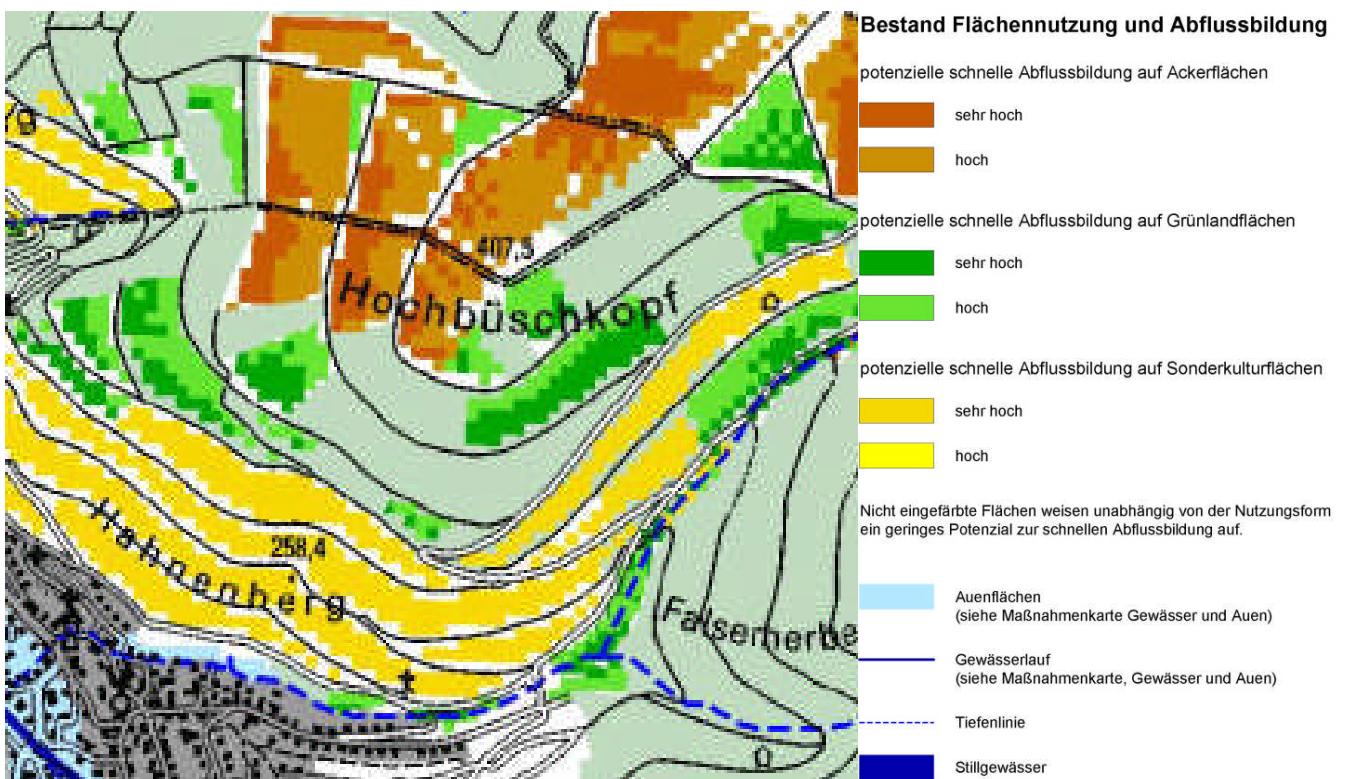 Bestand Flächennutzung und Abflussbildung
potenzielle schnelle Abflussbildung auf Ackerflächen
sehr hoch
hoch
potenzielle schnelle Abflussbildung auf Grünlandflächen
sehr hoch
hoch
potenzielle schnelle Abflussbildung auf Sonderkulturflächen
sehr hoch
hoch
Nicht eingefärbte Flächen weisen unabhängig von der Nutzungsform
ein geringes Potenzial zur schnellen Abflussbildung auf.
Auenflächen
(siehe Maßnahmenkarte Gewässer und Auen)
Gewässerlauf
(siehe Maßnahmenkarte, Gewässer und Auen)
Tiefenlinie
Stillgewässer
407,5
Hochbüschkopf
258,4
Hahnenberg